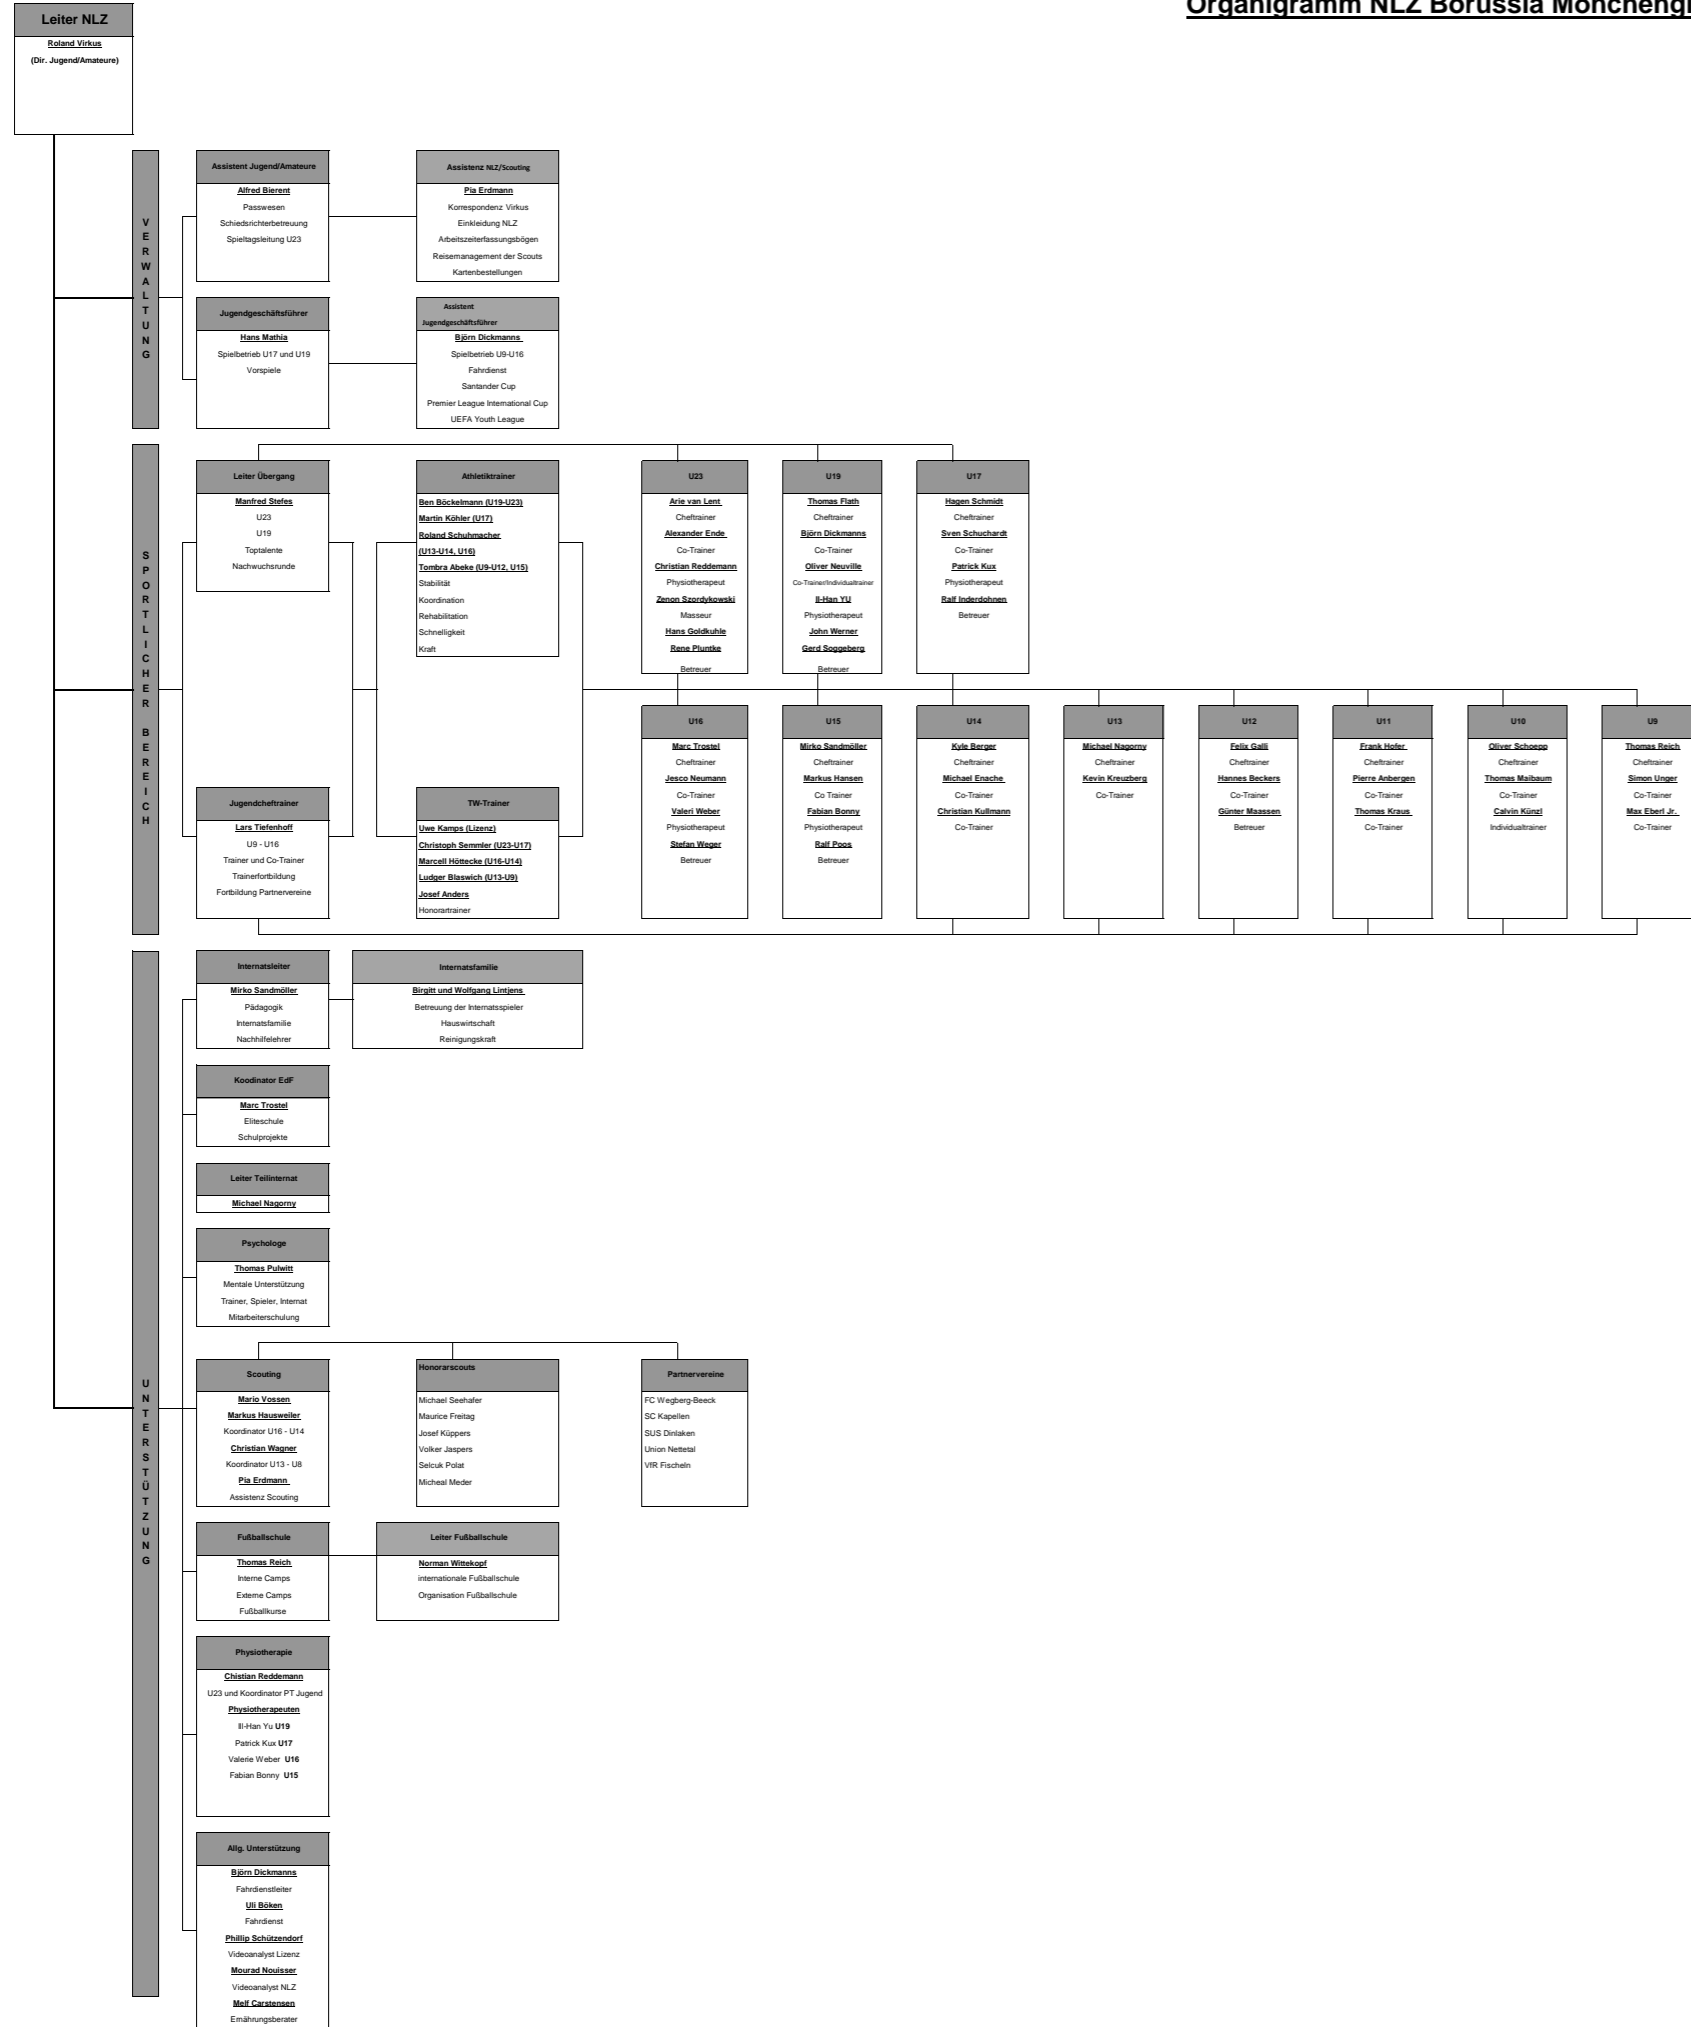 Organigramm NLZ Borussia Mönchengl
Leiter NLZ
Roland Virkus
(Dir. Jugend/Amateure)
VERWALTUNG
Assistent Jugend/Amateure
Alfred Bierent
Passwesen
Schiedsrichterbetreuung
Spieltagsleitung U23
Assistenz NLZ/Scouting
Pia Erdmann
Korrespondenz Virkus
Einkleidung NLZ
Arbeitszeiterfassungsbögen
Reisemanagement der Scouts
Kartenbestellungen
Jugendgeschäftsführer
Hans Mathia
Spielbetrieb U17 und U19
Vorspiele
Assistent
Jugendgeschäftsführer
Björn Dickmanns
Spielbetrieb U9-U16
Fahrdienst
Santander Cup
Premier League International Cup
UEFA Youth League
SPORTLICHER BEREICH
Leiter Übergang
Manfred Stefes
U23
U19
Toptalente
Nachwuchsrunde
Athletiktrainer
Ben Böckelmann (U19-U23)
Martin Köhler (U17)
Roland Schuhmacher
(U13-U14, U16)
Tombra Abeke (U9-U12, U15)
Stabilität
Koordination
Rehabilitation
Schnelligkeit
Kraft
U23
Arie van Lent
Cheftrainer
Alexander Ende
Co-Trainer
Christian Reddemann
Physiotherapeut
Zenon Szordykowski
Masseur
Hans Goldkuhle
Rene Pluntke
Betreuer
U19
Thomas Flath
Cheftrainer
Björn Dickmanns
Co-Trainer
Oliver Neuville
Co-Trainer/Individualtrainer
Il-Han YU
Physiotherapeut
John Werner
Gerd Soggeberg
Betreuer
U17
Hagen Schmidt
Cheftrainer
Sven Schuchardt
Co-Trainer
Patrick Kux
Physiotherapeut
Ralf Inderdohnen
Betreuer
Jugendcheftrainer
Lars Tiefenhoff
U9 - U16
Trainer und Co-Trainer
Trainerfortbildung
Fortbildung Partnervereine
TW-Trainer
Uwe Kamps (Lizenz)
Christoph Semmler (U23-U17)
Marcell Höttecke (U16-U14)
Ludger Blaswich (U13-U9)
Josef Anders
Honorartrainer
U16
Marc Trostel
Cheftrainer
Jesco Neumann
Co-Trainer
Valeri Weber
Physiotherapeut
Stefan Weger
Betreuer
U15
Mirko Sandmöller
Cheftrainer
Markus Hansen
Co Trainer
Fabian Bonny
Physiotherapeut
Ralf Poos
Betreuer
U14
Kyle Berger
Cheftrainer
Michael Enache
Co-Trainer
Christian Kullmann
Co-Trainer
U13
Michael Nagorny
Cheftrainer
Kevin Kreuzberg
Co-Trainer
U12
Felix Galli
Cheftrainer
Hannes Beckers
Co-Trainer
Günter Maassen
Betreuer
U11
Frank Hofer
Cheftrainer
Pierre Anbergen
Co-Trainer
Thomas Kraus
Co-Trainer
U10
Oliver Schoepp
Cheftrainer
Thomas Maibaum
Co-Trainer
Calvin Künzl
Individualtrainer
U9
Thomas Reich
Cheftrainer
Simon Unger
Co-Trainer
Max Eberl Jr.
Co-Trainer
UNTERSTÜTZUNG
Internatsleiter
Mirko Sandmöller
Pädagogik
Internatsfamilie
Nachhilfelehrer
Internatsfamilie
Birgitt und Wolfgang Lintjens
Betreuung der Internatsspieler
Hauswirtschaft
Reinigungskraft
Koodinator EdF
Marc Trostel
Eliteschule
Schulprojekte
Leiter Teilinternat
Michael Nagorny
Psychologe
Thomas Pulwitt
Mentale Unterstützung
Trainer, Spieler, Internat
Mitarbeiterschulung
Scouting
Mario Vossen
Markus Hausweiler
Koordinator U16 - U14
Christian Wagner
Koordinator U13 - U8
Pia Erdmann
Assistenz Scouting
Honorarscouts
Michael Seehafer
Maurice Freitag
Josef Küppers
Volker Jaspers
Selcuk Polat
Micheal Meder
Partnervereine
FC Wegberg-Beeck
SC Kapellen
SUS Dinlaken
Union Nettetal
VfR Fischeln
Fußballschule
Thomas Reich
Interne Camps
Externe Camps
Fußballkurse
Leiter Fußballschule
Norman Wittekopf
internationale Fußballschule
Organisation Fußballschule
Physiotherapie
Chistian Reddemann
U23 und Koordinator PT Jugend
Physiotherapeuten
Ill-Han Yu U19
Patrick Kux U17
Valerie Weber U16
Fabian Bonny U15
Allg. Unterstützung
Björn Dickmanns
Fahrdienstleiter
Uli Böken
Fahrdienst
Phillip Schützendorf
Videoanalyst Lizenz
Mourad Nouisser
Videoanalyst NLZ
Melf Carstensen
Ernährungsberater